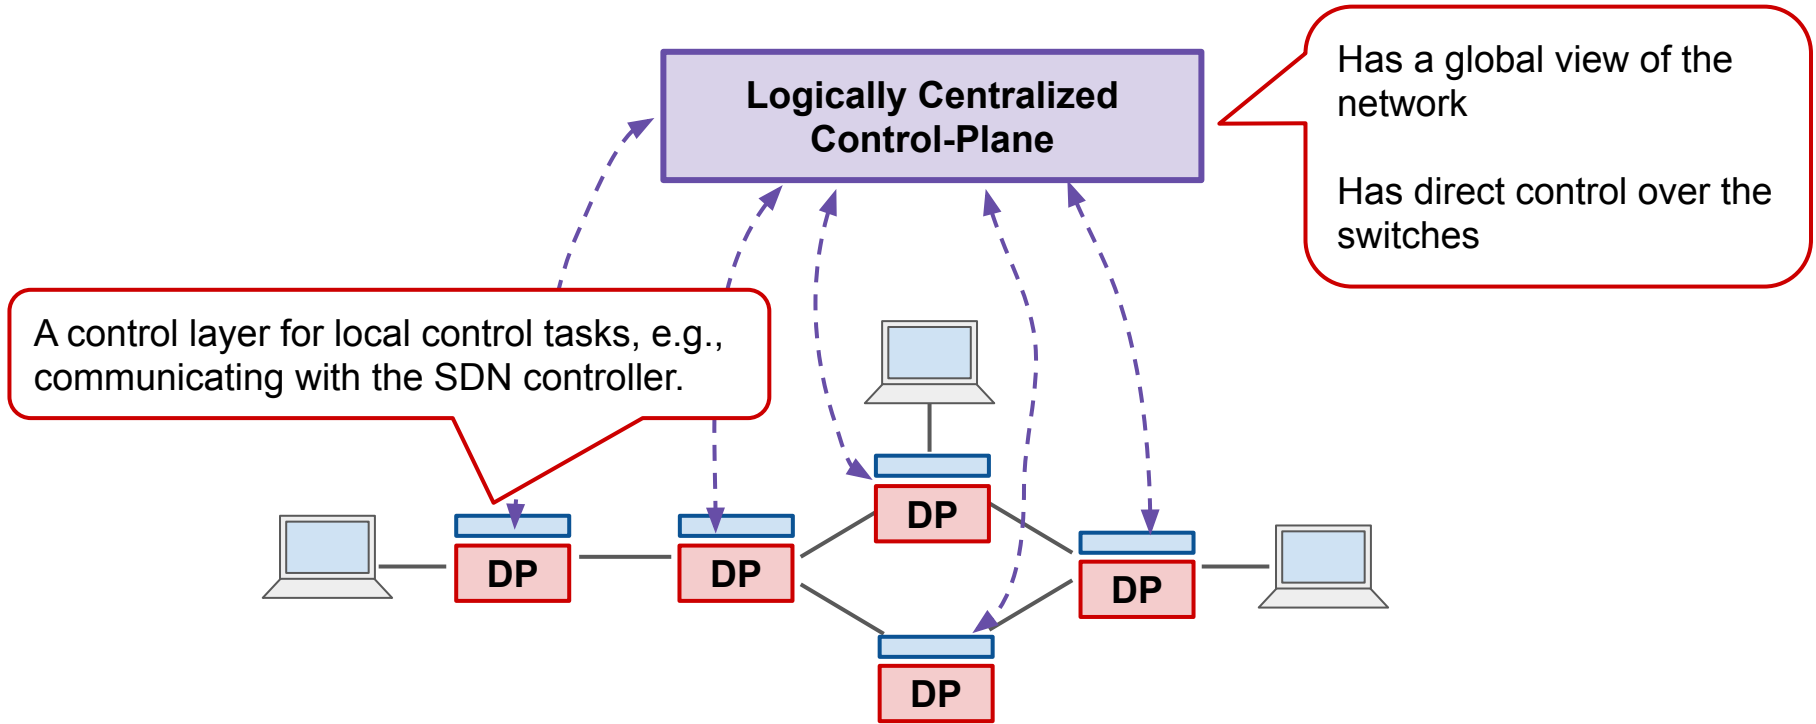 Logically Centralized
Control-Plane
Has a global view of the
network
Has direct control over the
switches
A control layer for local control tasks, e.g.,
communicating with the SDN controller.
DP
DP
DP
DP
DP